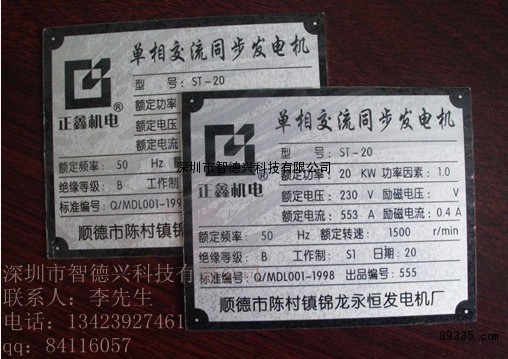 单相交流同步发电机
型 号: ST-20
额定功率
额定电压
额定电流
正鑫机电®
额定频率: 50 Hz 额
绝缘等级: B 工作制
标准编号: Q/MDL001-199
顺德市陈村镇锦
单相交流同步发电机
型 号: ST-20
额定功率: 20 KW 功率因素: 1.0
额定电压: 230 V 励磁电压: V
额定电流: 553 A 励磁电流: 0.4 A
正鑫机电®
额定频率: 50 Hz 额定转速: 1500 r/min
绝缘等级: B 工作制: S1 日期: 20
标准编号: Q/MDL001-1998 出品编号: 555
顺德市陈村镇锦龙永恒发电机厂
深圳市智德兴科技有限公司
深圳市智德兴科技有
联系人: 李先生
电话: 13423927461
qq: 84116057
89335.com